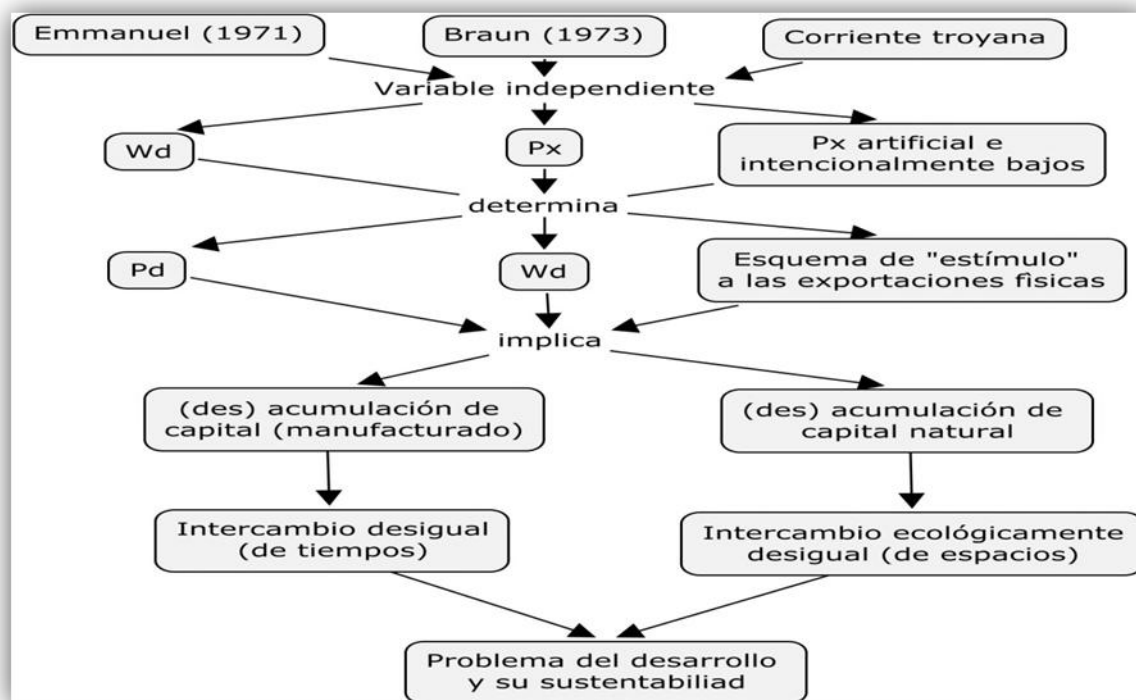 Emmanuel (1971)
Braun (1973)
Corriente troyana
Variable independiente
Wd
Px
Px artificial e
intencionalmente bajos
determina
Pd
Wd
Esquema de "estímulo"
a las exportaciones fìsicas
implica
(des) acumulación de
capital (manufacturado)
(des) acumulación de
capital natural
Intercambio desigual
(de tiempos)
Intercambio ecológicamente
desigual (de espacios)
Problema del desarrollo
y su sustentabiliad